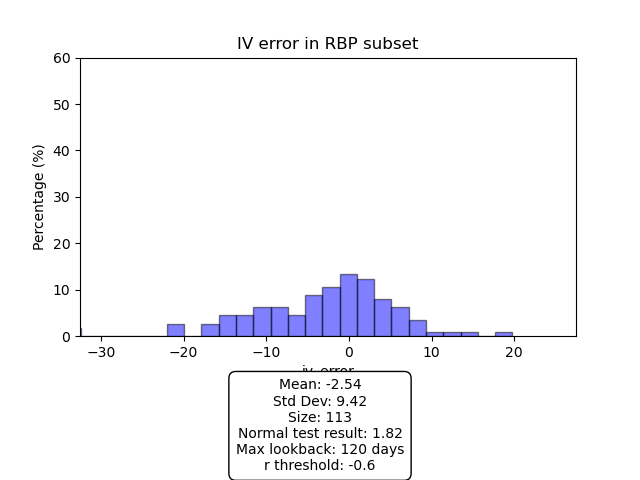 IV error in RBP subset
Percentage (%)
60
50
40
30
20
10
0
−30 −20 −10 0 10 20
iv_error
Mean: -2.54
Std Dev: 9.42
Size: 113
Normal test result: 1.82
Max lookback: 120 days
r threshold: -0.6